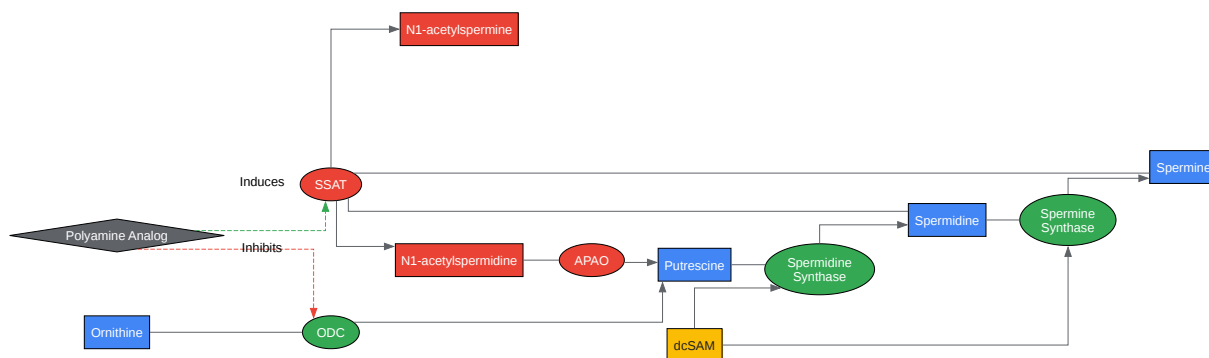 N1-acetylspermine
Spermine
Induces
SSAT
Spermidine
Spermine
Synthase
Polyamine Analog
Inhibits
N1-acetylspermidine
APAO
Putrescine
Spermidine
Synthase
Ornithine
ODC
dcSAM